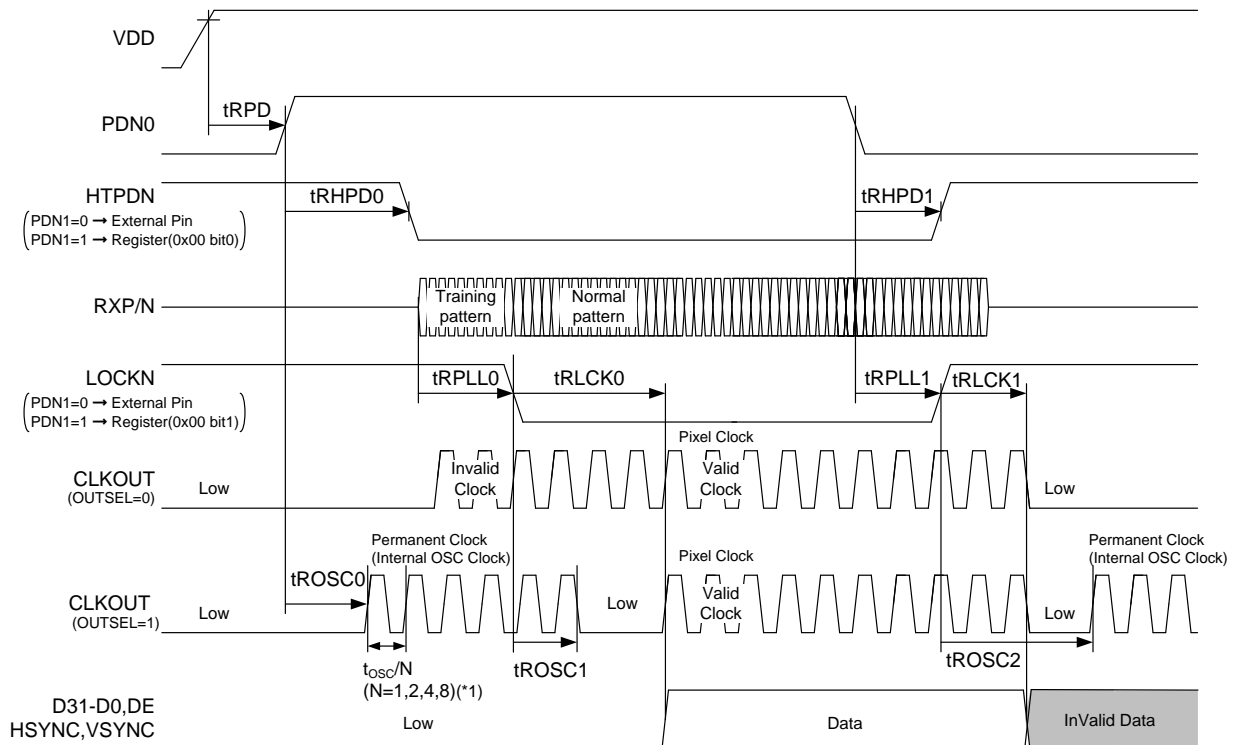 VDD
tRPD
PDN0
HTPDN
(PDN1=0 → External Pin
PDN1=1 → Register(0x00 bit0))
tRHPD0
tRHPD1
RXP/N
Training pattern
Normal pattern
LOCKN
(PDN1=0 → External Pin
PDN1=1 → Register(0x00 bit1))
tRPLL0
tRLCK0
tRPLL1
tRLCK1
CLKOUT
(OUTSEL=0)
Low
Invalid Clock
Pixel Clock
Valid Clock
Low
CLKOUT
(OUTSEL=1)
Low
tROSC0
Permanent Clock
(Internal OSC Clock)
tOSC/N
(N=1,2,4,8)(*1)
tROSC1
Low
Pixel Clock
Valid Clock
Low
tROSC2
Permanent Clock
(Internal OSC Clock)
D31-D0,DE
HSYNC,VSYNC
Low
Data
InValid Data